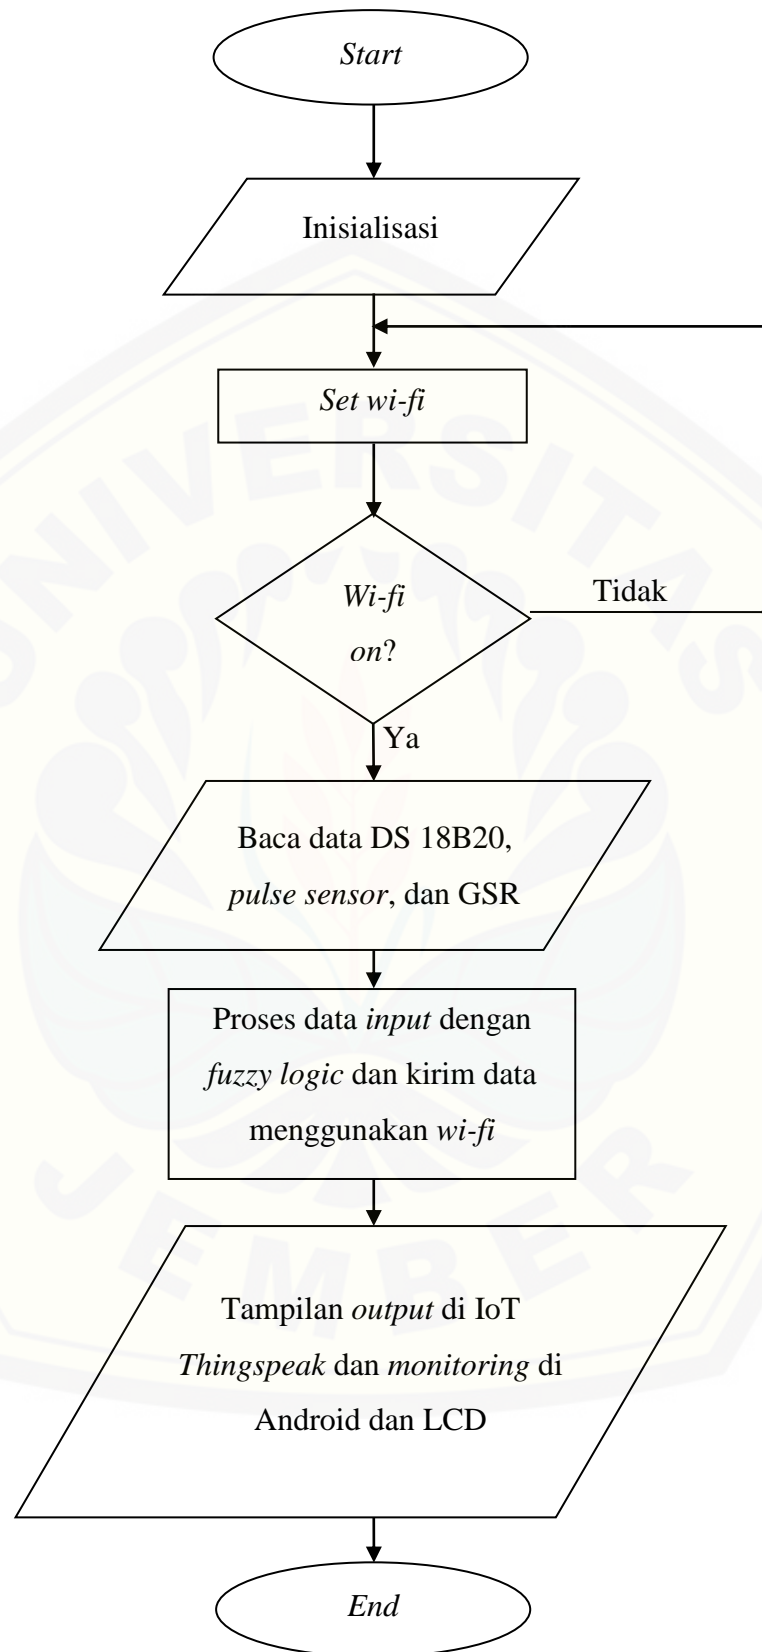 Start
Inisialisasi
Set wi-fi
Wi-fi
on?
Tidak
Ya
Baca data DS 18B20,
pulse sensor, dan GSR
Proses data input dengan
fuzzy logic dan kirim data
menggunakan wi-fi
Tampilan output di IoT
Thingspeak dan monitoring di
Android dan LCD
End
UNIVERSITAS
JEMBER